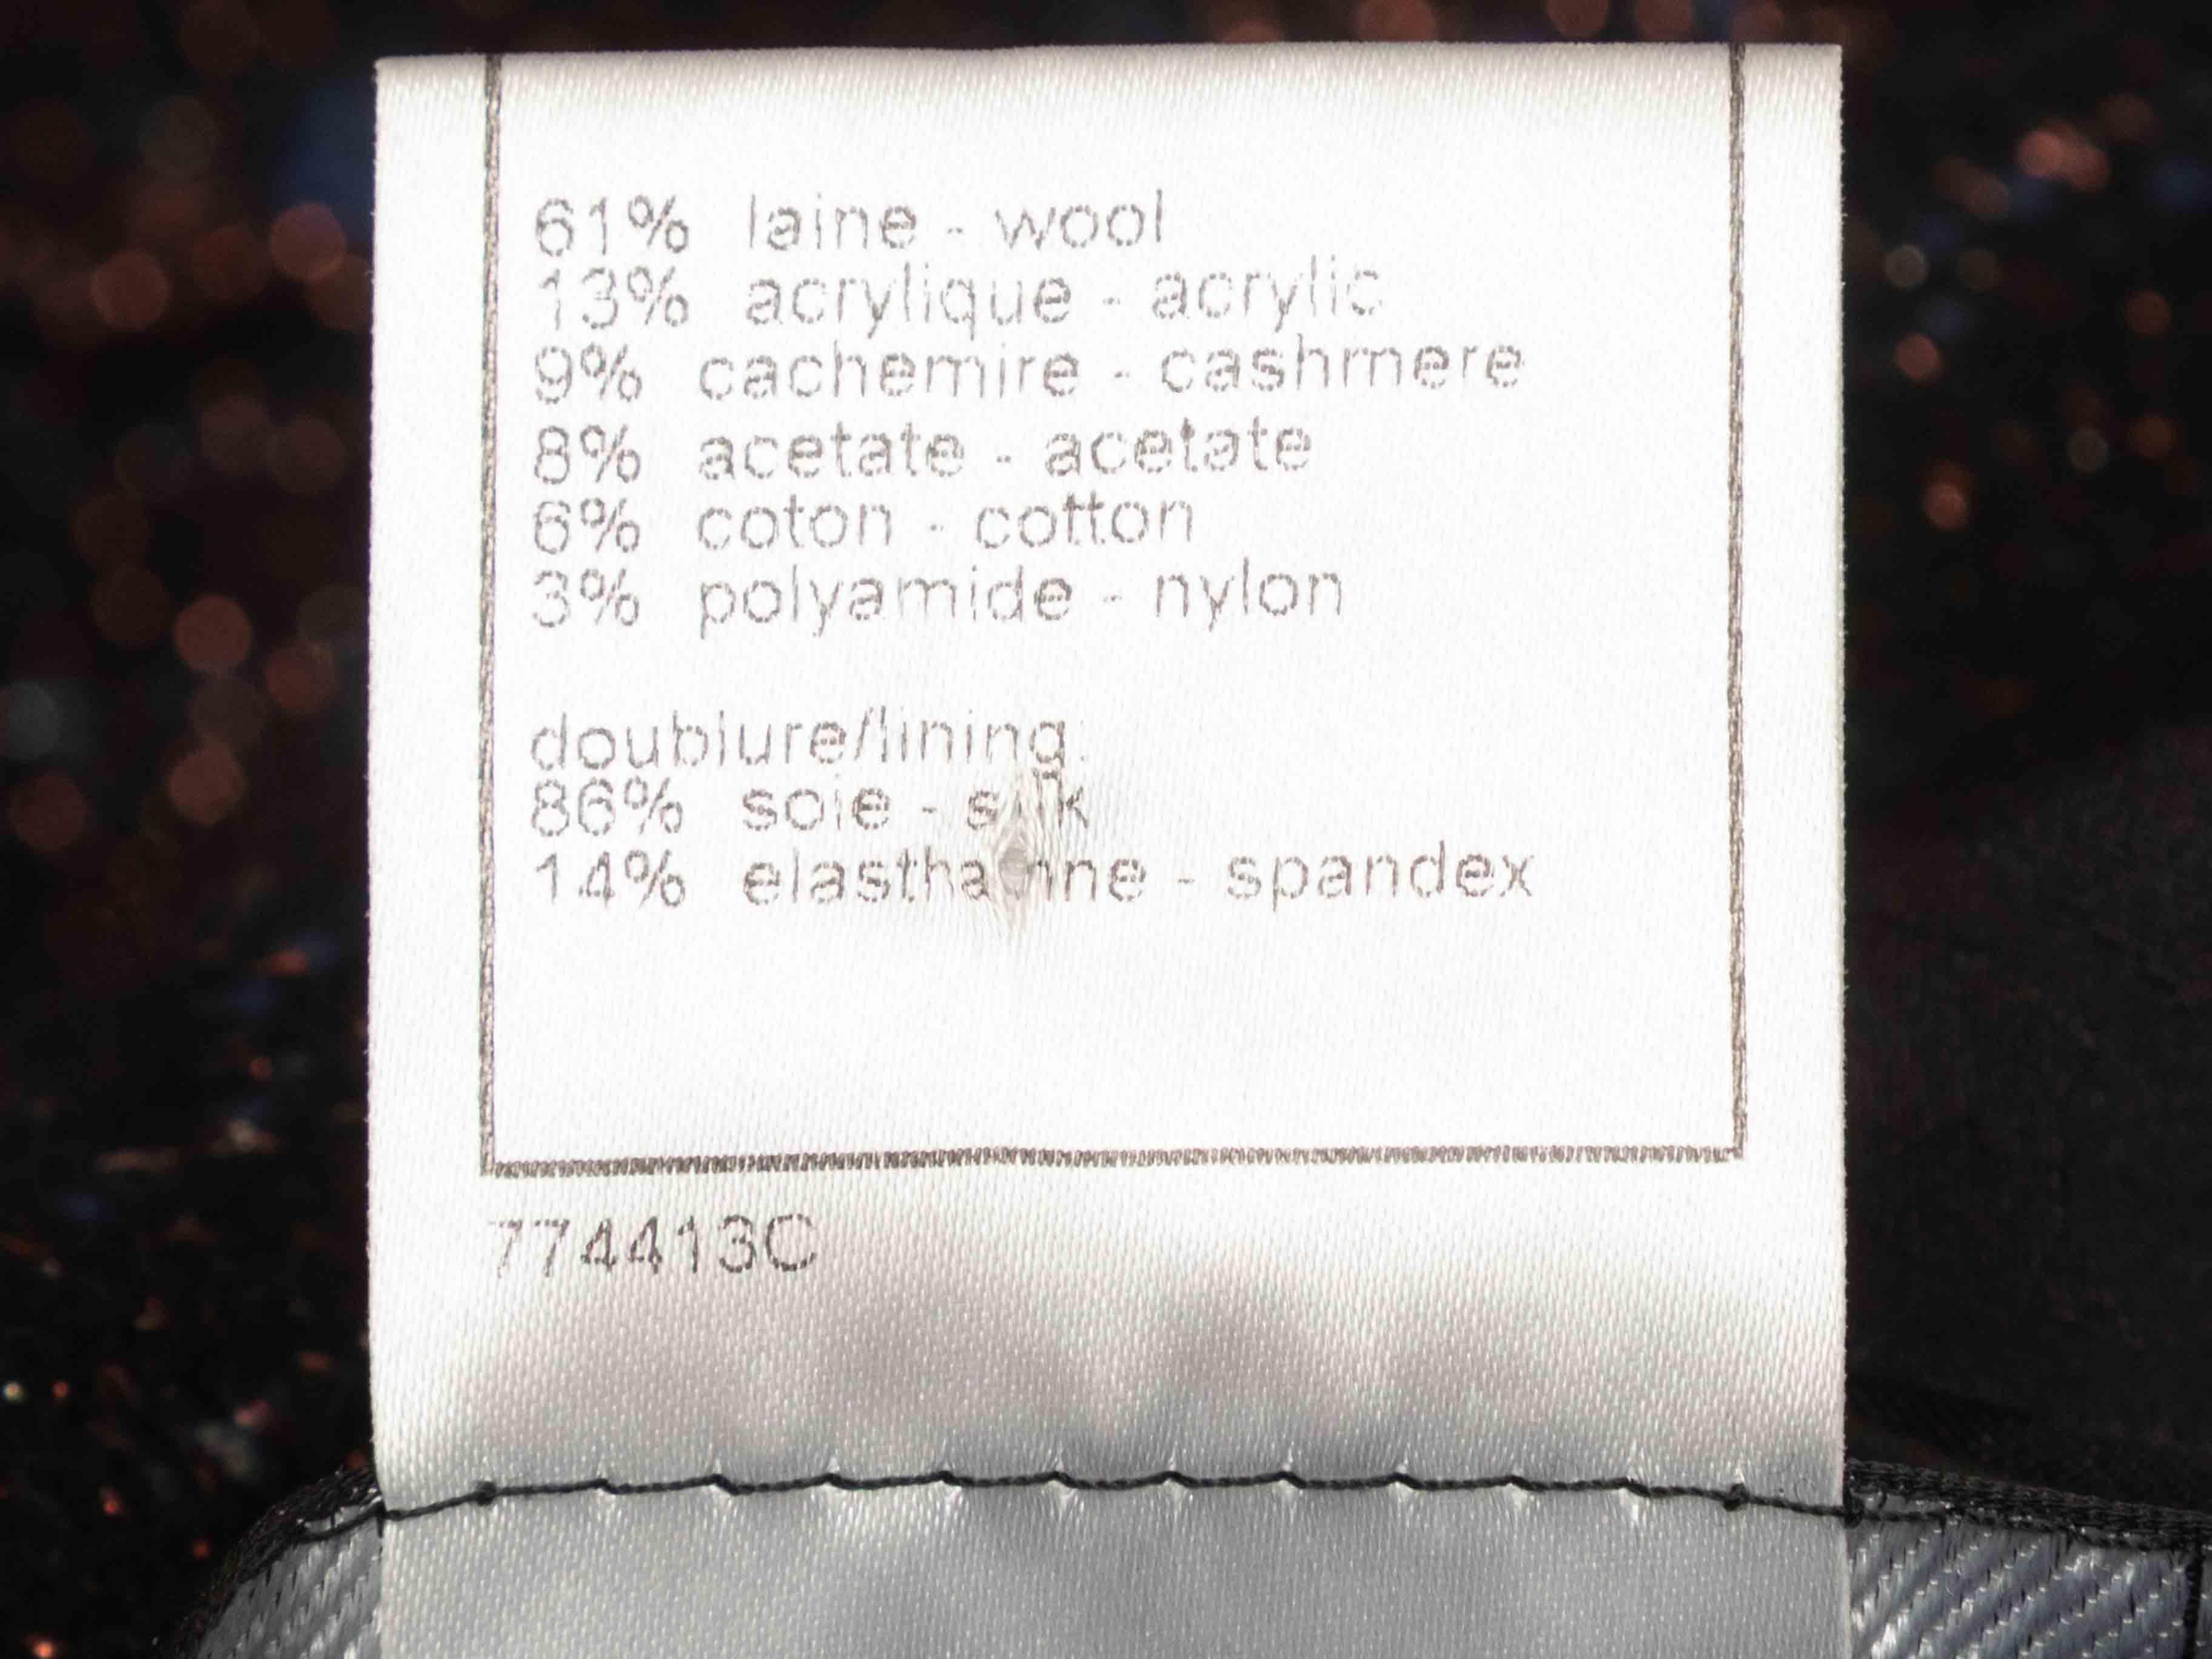 61% laine - wool
13% acrylique - acrylic
9% cachemire - cashmere
8% acetate - acetate
6% coton - cotton
3% polyamide - nylon
doublure/lining:
86% soie - silk
14% elasthanne - spandex
774413C